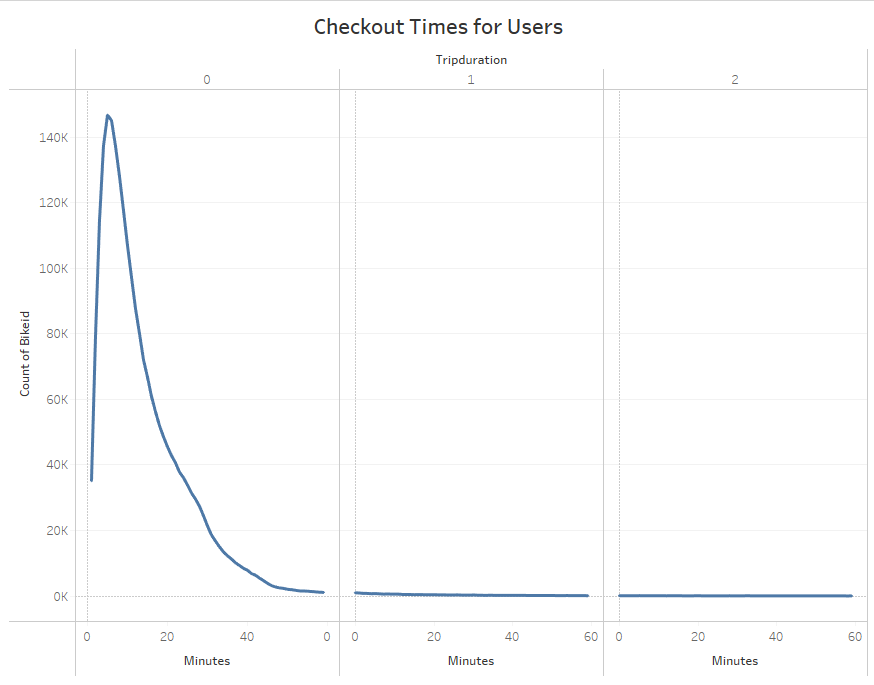 Checkout Times for Users
Tripduration
0 1 2
140K
120K
100K
80K
60K
40K
20K
0K
Count of Bikeid
0 20 40 0 0 20 40 60 0 20 40 60
Minutes Minutes Minutes